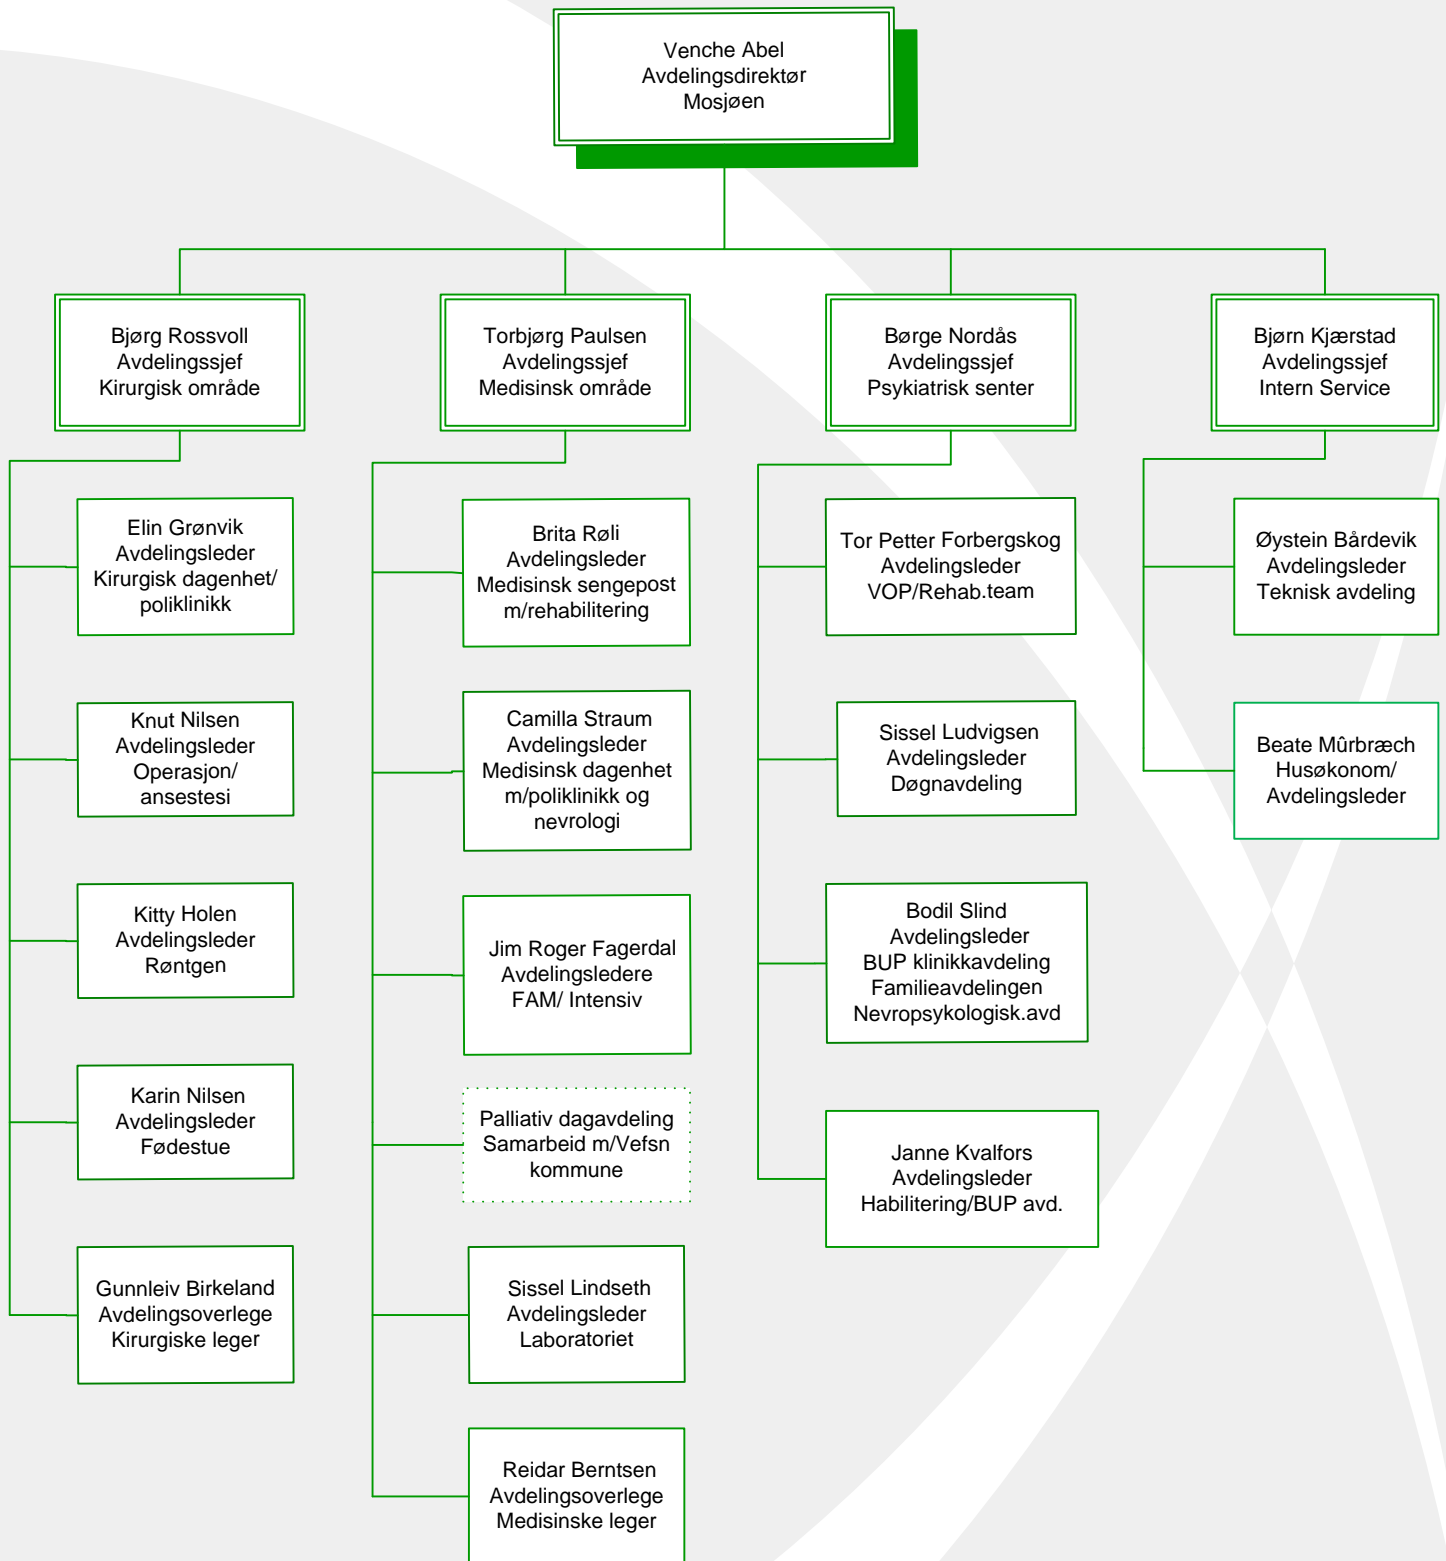 Venche Abel
Avdelingsdirektør
Mosjøen
Bjørg Rossvoll
Avdelingssjef
Kirurgisk område
Torbjørg Paulsen
Avdelingssjef
Medisinsk område
Børge Nordås
Avdelingssjef
Psykiatrisk senter
Bjørn Kjærstad
Avdelingssjef
Intern Service
Elin Grønvik
Avdelingsleder
Kirurgisk dagenhet/
poliklinikk
Knut Nilsen
Avdelingsleder
Operasjon/
ansestesi
Kitty Holen
Avdelingsleder
Røntgen
Karin Nilsen
Avdelingsleder
Fødestue
Gunnleiv Birkeland
Avdelingsoverlege
Kirurgiske leger
Brita Røli
Avdelingsleder
Medisinsk sengepost
m/rehabilitering
Camilla Straum
Avdelingsleder
Medisinsk dagenhet
m/poliklinikk og
nevrologi
Jim Roger Fagerdal
Avdelingsledere
FAM/ Intensiv
Palliativ dagavdeling
Samarbeid m/Vefsn
kommune
Sissel Lindseth
Avdelingsleder
Laboratoriet
Reidar Berntsen
Avdelingsoverlege
Medisinske leger
Tor Petter Forbergskog
Avdelingsleder
VOP/Rehab.team
Sissel Ludvigsen
Avdelingsleder
Døgnavdeling
Bodil Slind
Avdelingsleder
BUP klinikkavdeling
Familieavdelingen
Nevropsykologisk.avd
Janne Kvalfors
Avdelingsleder
Habilitering/BUP avd.
Øystein Bårdevik
Avdelingsleder
Teknisk avdeling
Beate Mûrbræch
Husøkonom/
Avdelingsleder